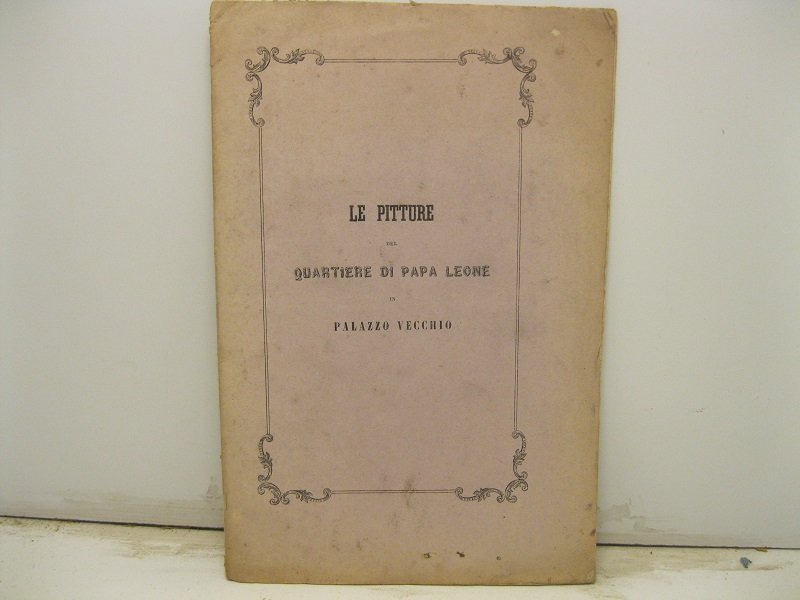 LE PITTURE
DEL
QUARTIERE DI PAPA LEONE
IN
PALAZZO VECCHIO